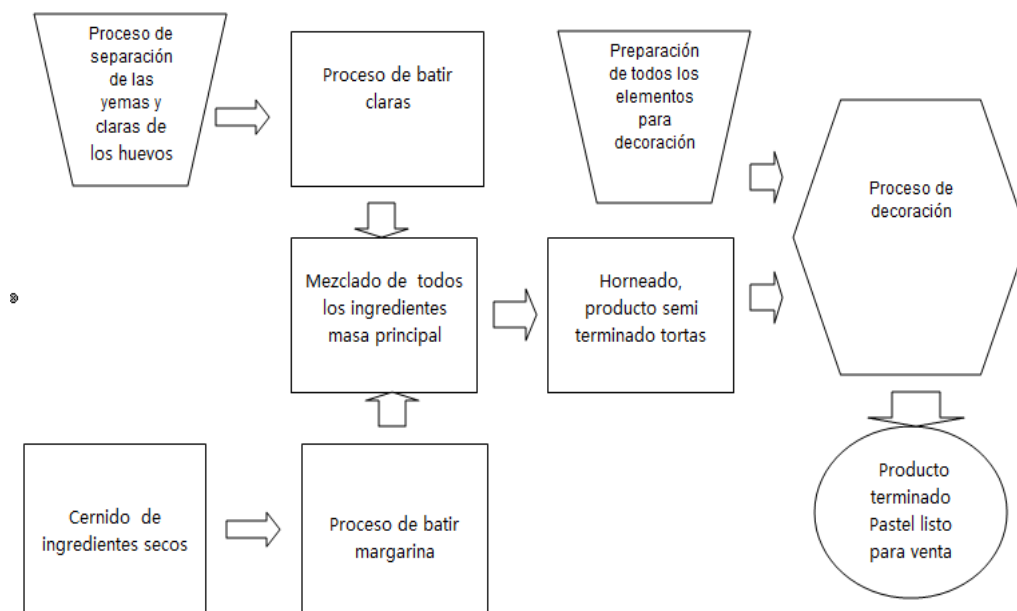 Proceso de
separación
de las
yemas y
claras de
los huevos
Proceso de batir
claras
Preparación
de todos los
elementos
para
decoración
Proceso de
decoración
Mezclado de todos
los ingredientes
masa principal
Horneado,
producto semi
terminado tortas
Cernido de
ingredientes secos
Proceso de batir
margarina
Producto
terminado
Pastel listo
para venta